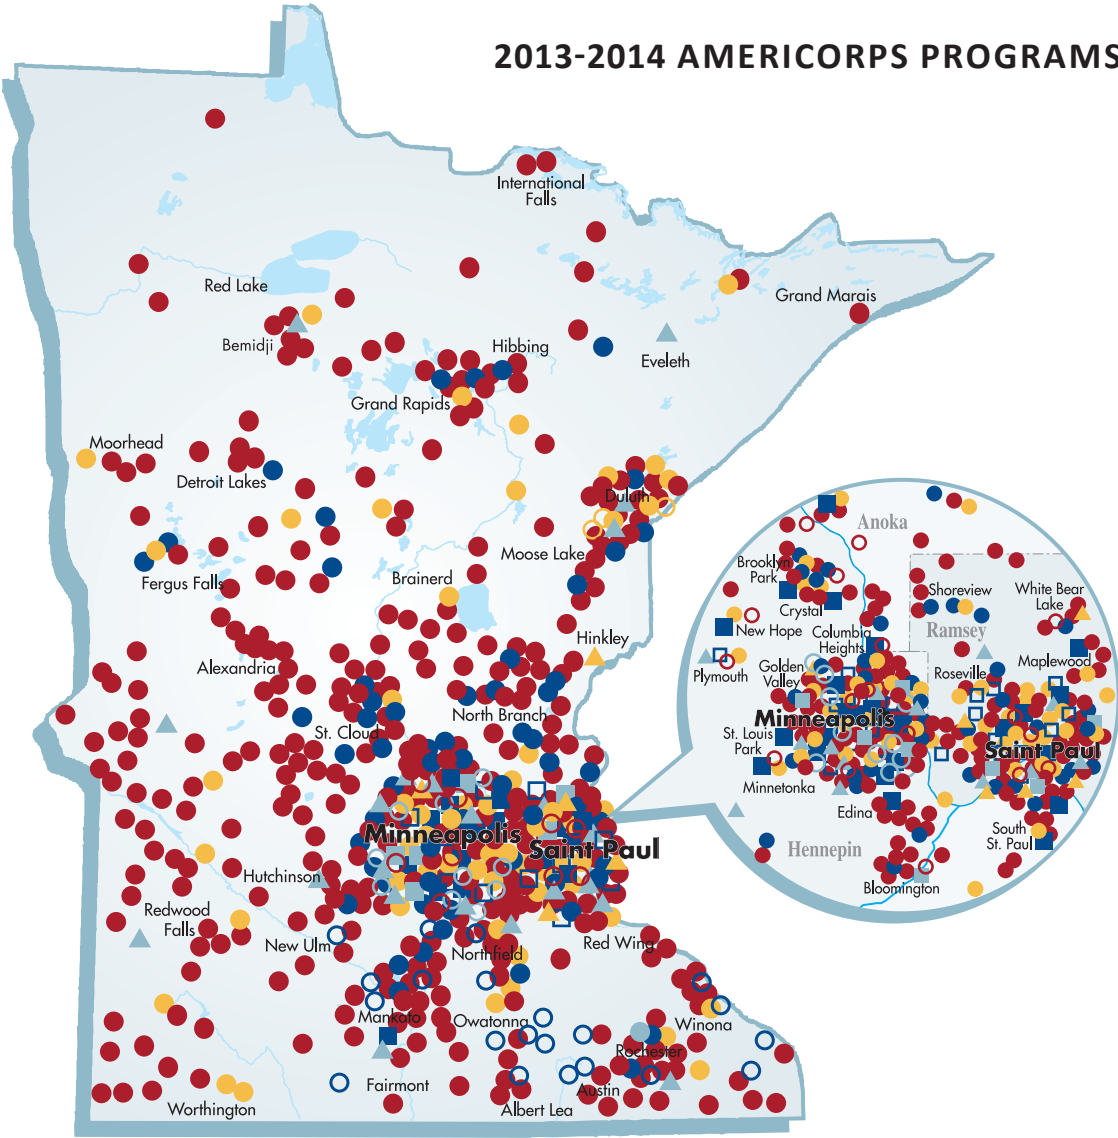 2013-2014 AMERICORPS PROGRAMS
International
Falls
Red Lake
Grand Marais
Bemidji
Hibbing
Eveleth
Grand Rapids
Moorhead
Detroit Lakes
Duluth
Moose Lake
Fergus Falls
Brainerd
Hinkley
Alexandria
North Branch
St. Cloud
Minneapolis
Saint Paul
Hutchinson
Redwood
Falls
New Ulm
Northfield
Red Wing
Mankato
Owatonna
Winona
Rochester
Fairmont
Austin
Worthington
Albert Lea
Anoka
Brooklyn
Park
Crystal
Shoreview
White Bear
Lake
New Hope
Columbia
Heights
Ramsey
Plymouth
Golden
Valley
Roseville
Maplewood
Minneapolis
St. Louis
Park
Saint Paul
Minnetonka
Edina
South
St. Paul
Hennepin
Bloomington